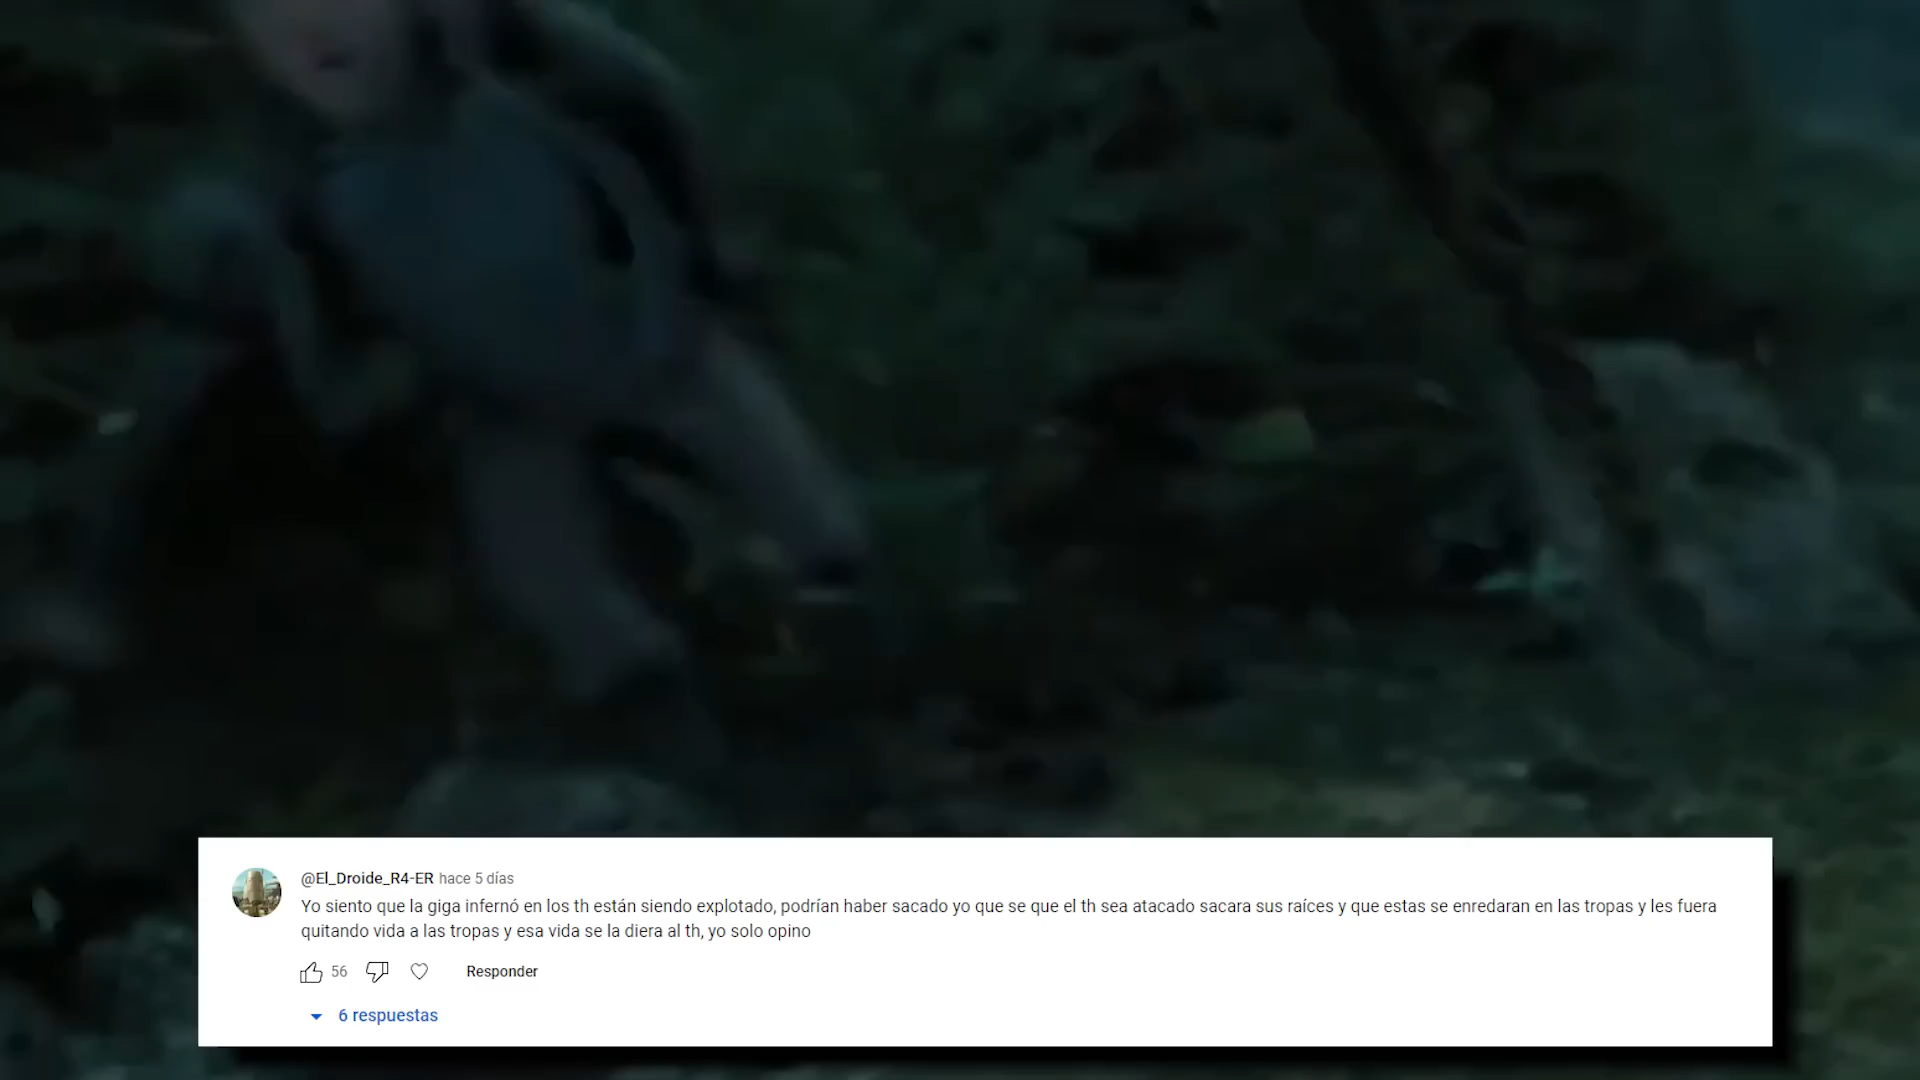 @El_Droide_R4-ER hace 5 días
Yo siento que la giga infernó en los th están siendo explotado, podrían haber sacado yo que se que el th sea atacado sacara sus raíces y que estas se enredaran en las tropas y les fuera
quitando vida a las tropas y esa vida se la diera al th, yo solo opino
56 Responder
6 respuestas